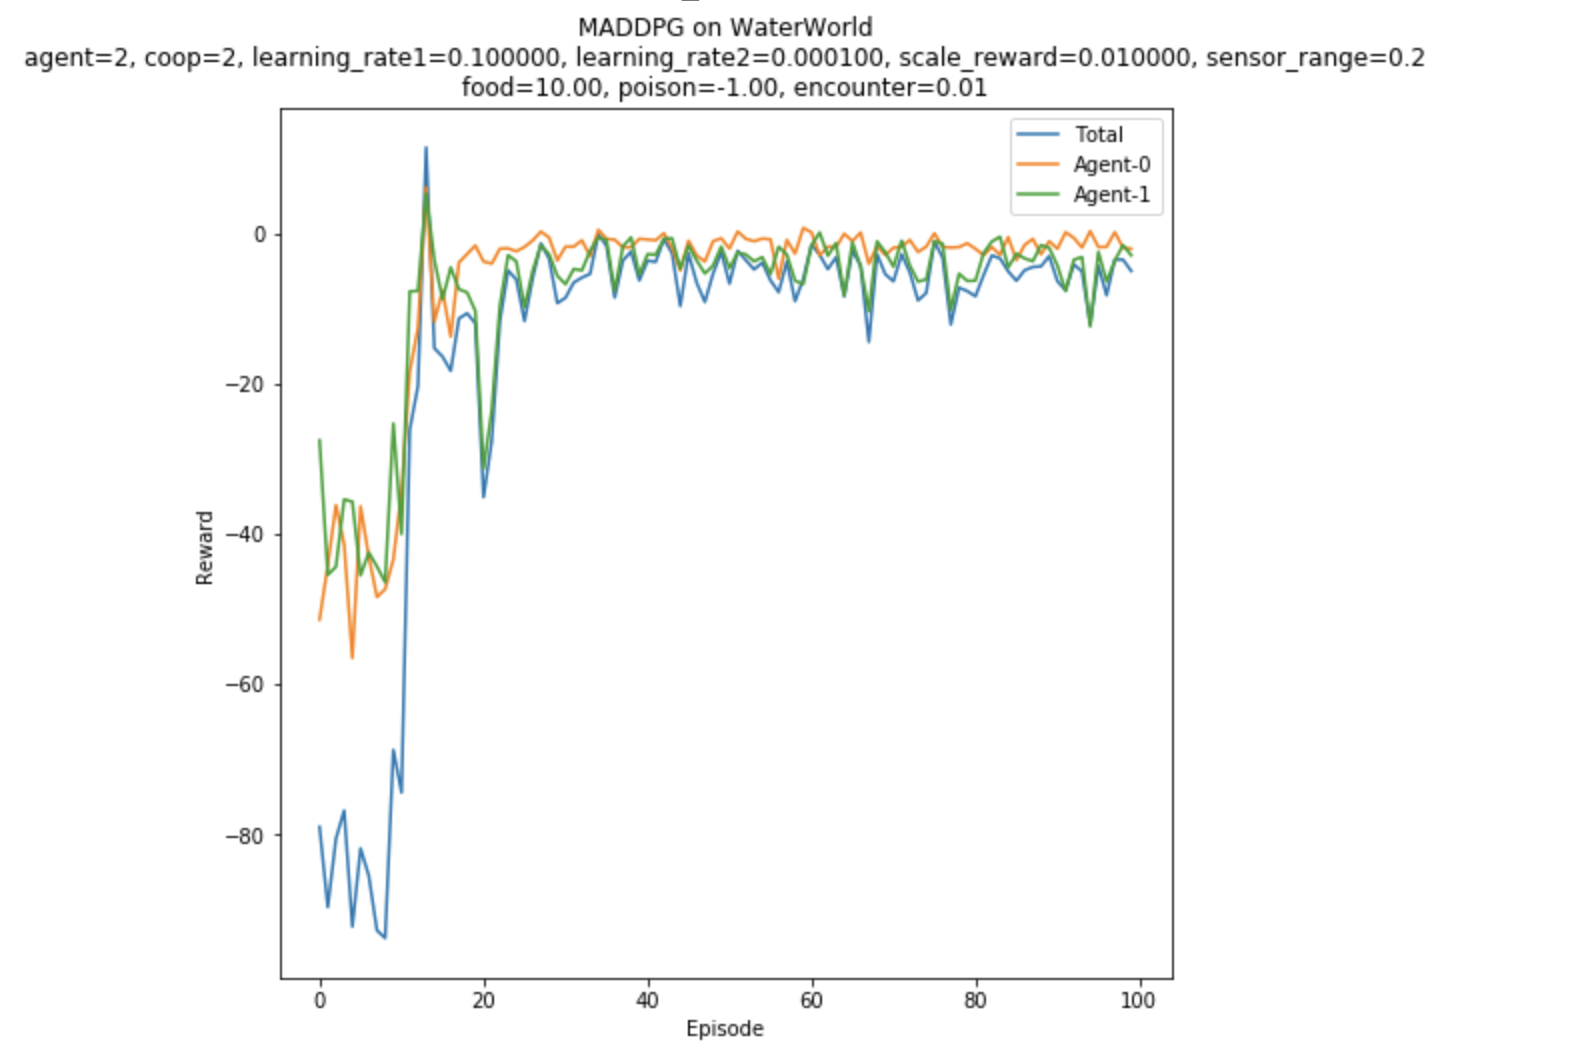 MADDPG on WaterWorld
agent=2, coop=2, learning_rate1=0.100000, learning_rate2=0.000100, scale_reward=0.010000, sensor_range=0.2
food=10.00, poison=-1.00, encounter=0.01
Total
Agent-0
Agent-1
0
−20
−40
−60
−80
Reward
0
20
40
60
80
100
Episode